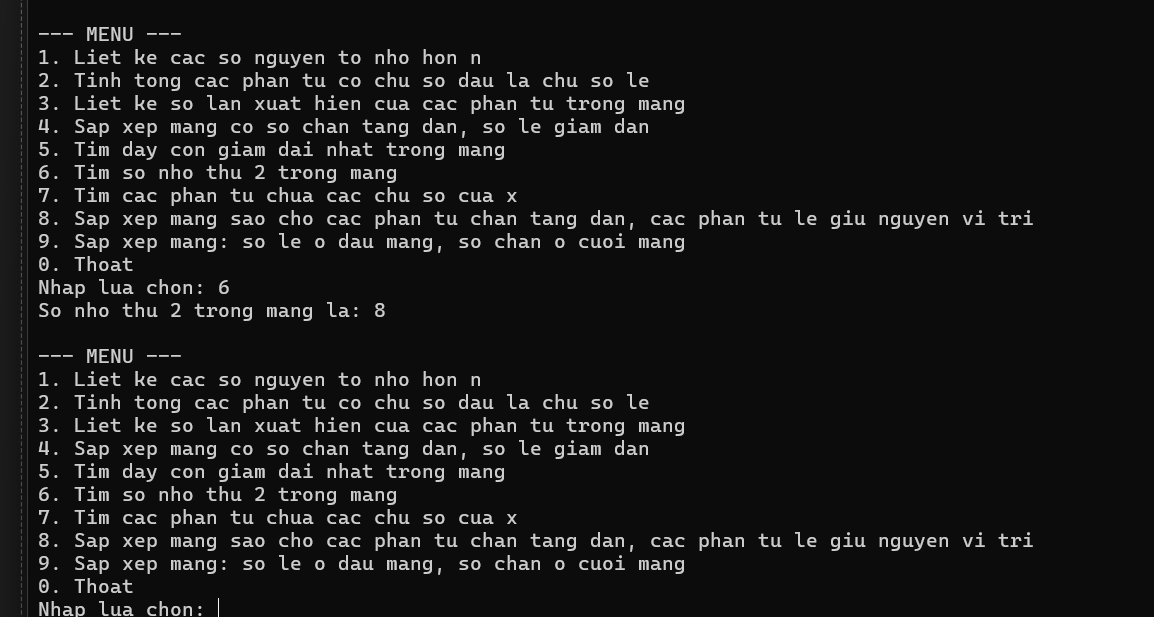 --- MENU ---
1. Liet ke cac so nguyen to nho hon n
2. Tinh tong cac phan tu co chu so dau la chu so le
3. Liet ke so lan xuat hien cua cac phan tu trong mang
4. Sap xep mang co so chan tang dan, so le giam dan
5. Tim day con giam dai nhat trong mang
6. Tim so nho thu 2 trong mang
7. Tim cac phan tu chua cac chu so cua x
8. Sap xep mang sao cho cac phan tu chan tang dan, cac phan tu le giu nguyen vi tri
9. Sap xep mang: so le o dau mang, so chan o cuoi mang
0. Thoat
Nhap lua chon: 6
So nho thu 2 trong mang la: 8
--- MENU ---
1. Liet ke cac so nguyen to nho hon n
2. Tinh tong cac phan tu co chu so dau la chu so le
3. Liet ke so lan xuat hien cua cac phan tu trong mang
4. Sap xep mang co so chan tang dan, so le giam dan
5. Tim day con giam dai nhat trong mang
6. Tim so nho thu 2 trong mang
7. Tim cac phan tu chua cac chu so cua x
8. Sap xep mang sao cho cac phan tu chan tang dan, cac phan tu le giu nguyen vi tri
9. Sap xep mang: so le o dau mang, so chan o cuoi mang
0. Thoat
Nhap lua chon: